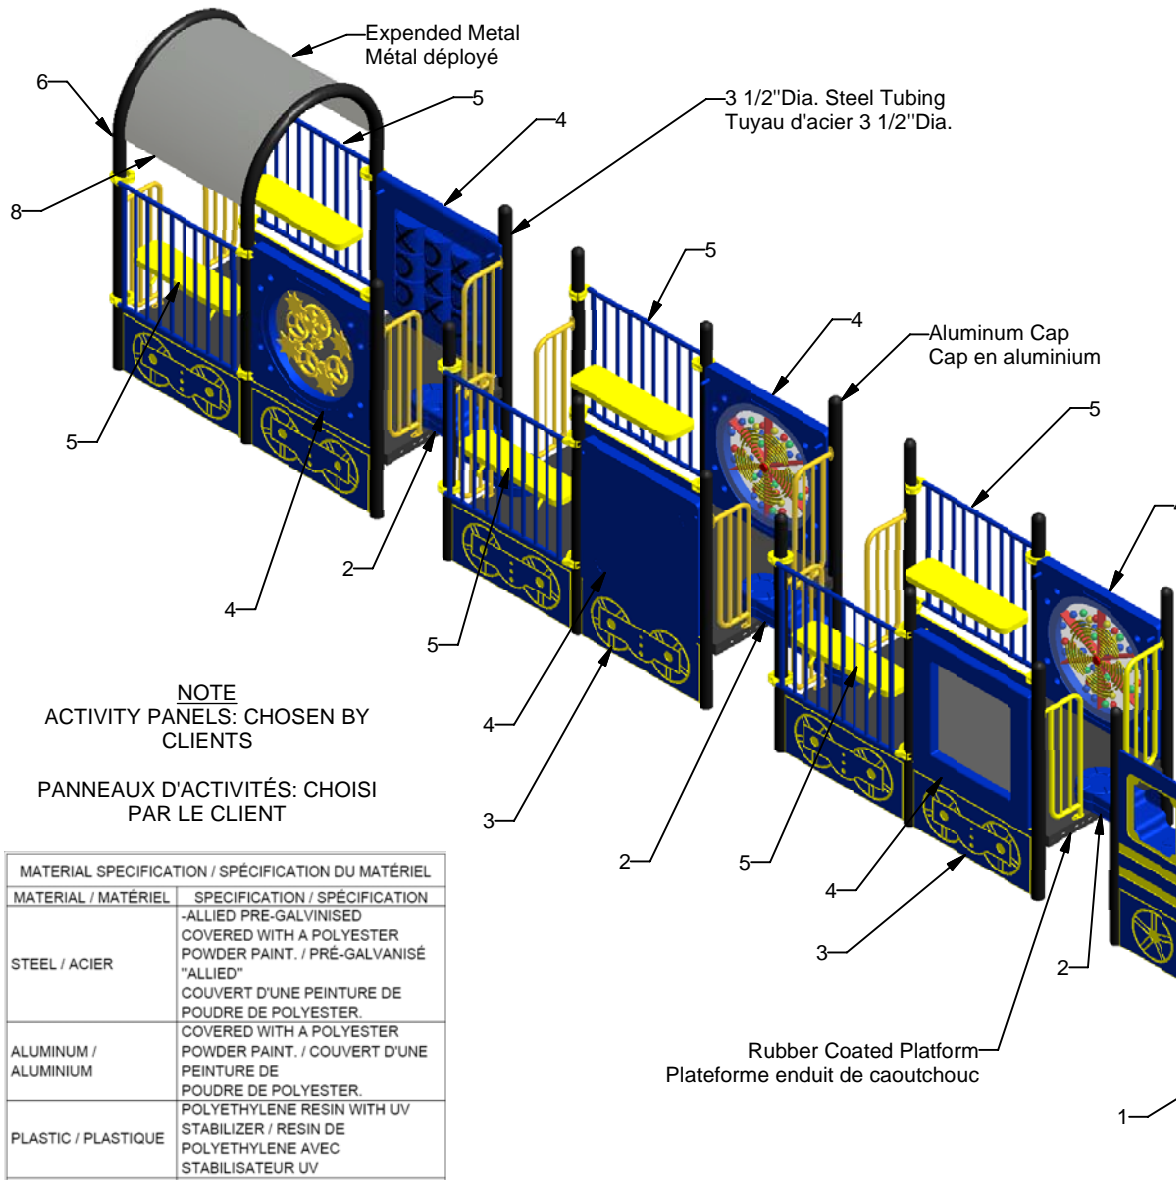 Expended Metal
Métal déployé
6
5
4
3 1/2"Dia. Steel Tubing
Tuyau d'acier 3 1/2"Dia.
8
5
4
Aluminum Cap
Cap en aluminium
5
5
4
2
4
5
4
3
2
5
4
3
2
1
NOTE
ACTIVITY PANELS: CHOSEN BY
CLIENTS
PANNEAUX D'ACTIVITÉS: CHOISI
PAR LE CLIENT
Rubber Coated Platform
Plateforme enduit de caoutchouc
MATERIAL SPECIFICATION / SPÉCIFICATION DU MATÉRIEL
MATERIAL / MATÉRIEL SPECIFICATION / SPÉCIFICATION
STEEL / ACIER
-ALLIED PRE-GALVINISED
COVERED WITH A POLYESTER
POWDER PAINT. / PRÉ-GALVANISÉ
"ALLIED"
COUVERT D'UNE PEINTURE DE
POUDRE DE POLYESTER.
ALUMINUM /
ALUMINIUM
COVERED WITH A POLYESTER
POWDER PAINT. / COUVERT D'UNE
PEINTURE DE
POUDRE DE POLYESTER.
PLASTIC / PLASTIQUE
POLYETHYLENE RESIN WITH UV
STABILIZER / RESIN DE
POLYETHYLENE AVEC
STABILISATEUR UV